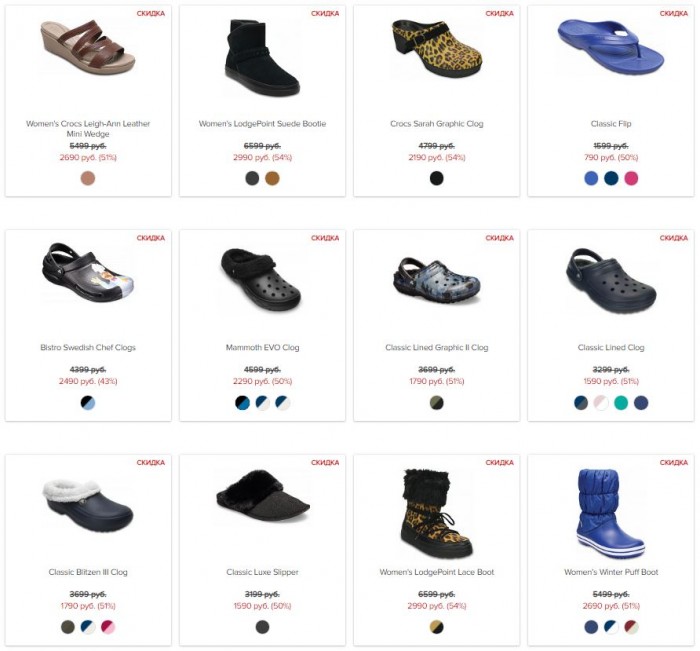 СКИДКА СКИДКА СКИДКА СКИДКА
Women's Crocs Leigh-Ann Leather Mini Wedge
5499 руб.
2690 руб. (51%)
Women's LodgePoint Suede Bootie
6599 руб.
2990 руб. (54%)
Crocs Sarah Graphic Clog
4799 руб.
2190 руб. (54%)
Classic Flip
1599 руб.
790 руб. (50%)
СКИДКА СКИДКА СКИДКА СКИДКА
Bistro Swedish Chef Clogs
4399 руб.
2490 руб. (43%)
Mammoth EVO Clog
4599 руб.
2290 руб. (50%)
Classic Lined Graphic II Clog
3699 руб.
1790 руб. (51%)
Classic Lined Clog
3299 руб.
1590 руб. (51%)
СКИДКА СКИДКА СКИДКА СКИДКА
Classic Blitzen III Clog
3699 руб.
1790 руб. (51%)
Classic Luxe Slipper
3199 руб.
1590 руб. (50%)
Women's LodgePoint Lace Boot
6599 руб.
2990 руб. (54%)
Women's Winter Puff Boot
5499 руб.
2690 руб. (51%)